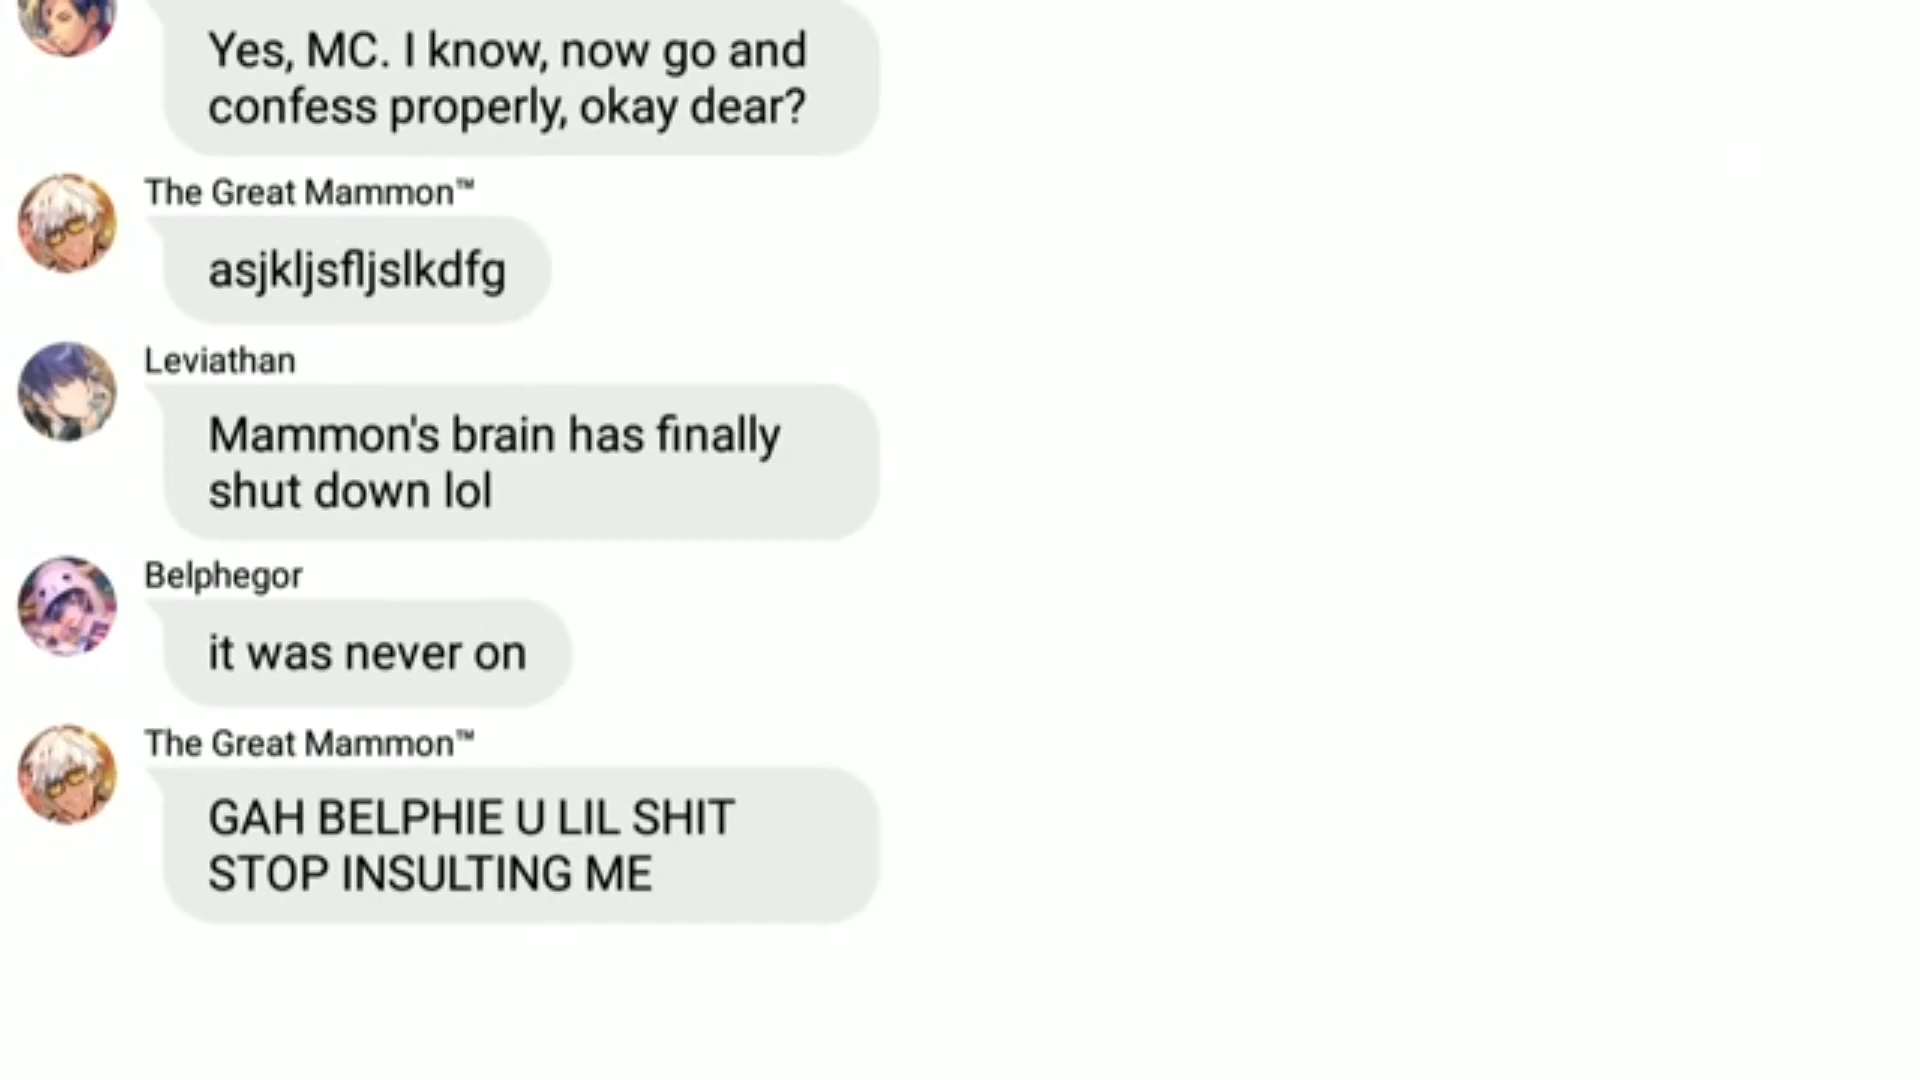 Yes, MC. I know, now go and
confess properly, okay dear?
The Great Mammon™
asjkljsfljslkdfg
Leviathan
Mammon's brain has finally
shut down lol
Belphegor
it was never on
The Great Mammon™
GAH BELPHIE U LIL SHIT
STOP INSULTING ME